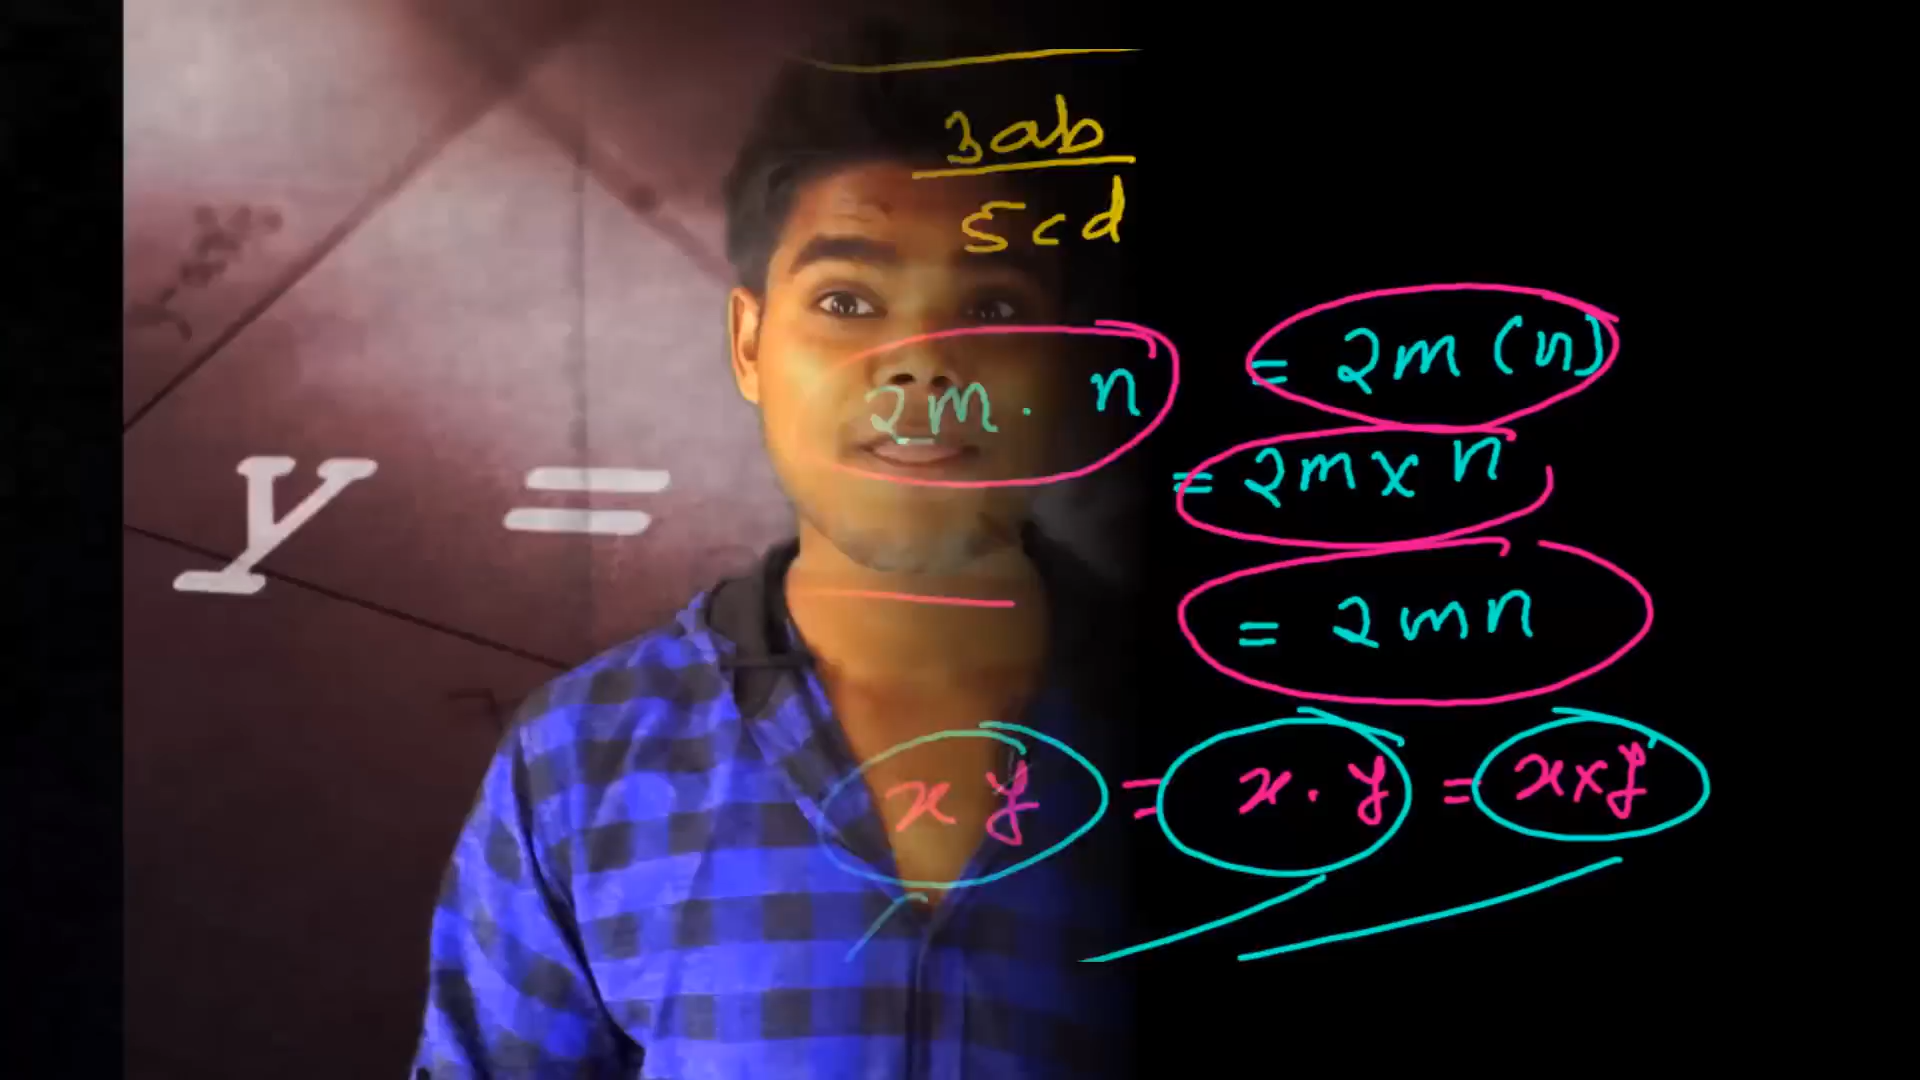 3ab
5cd
2m . n = 2m (n)
= 2m x n
y =
= 2mn
x y = x . y = x x y